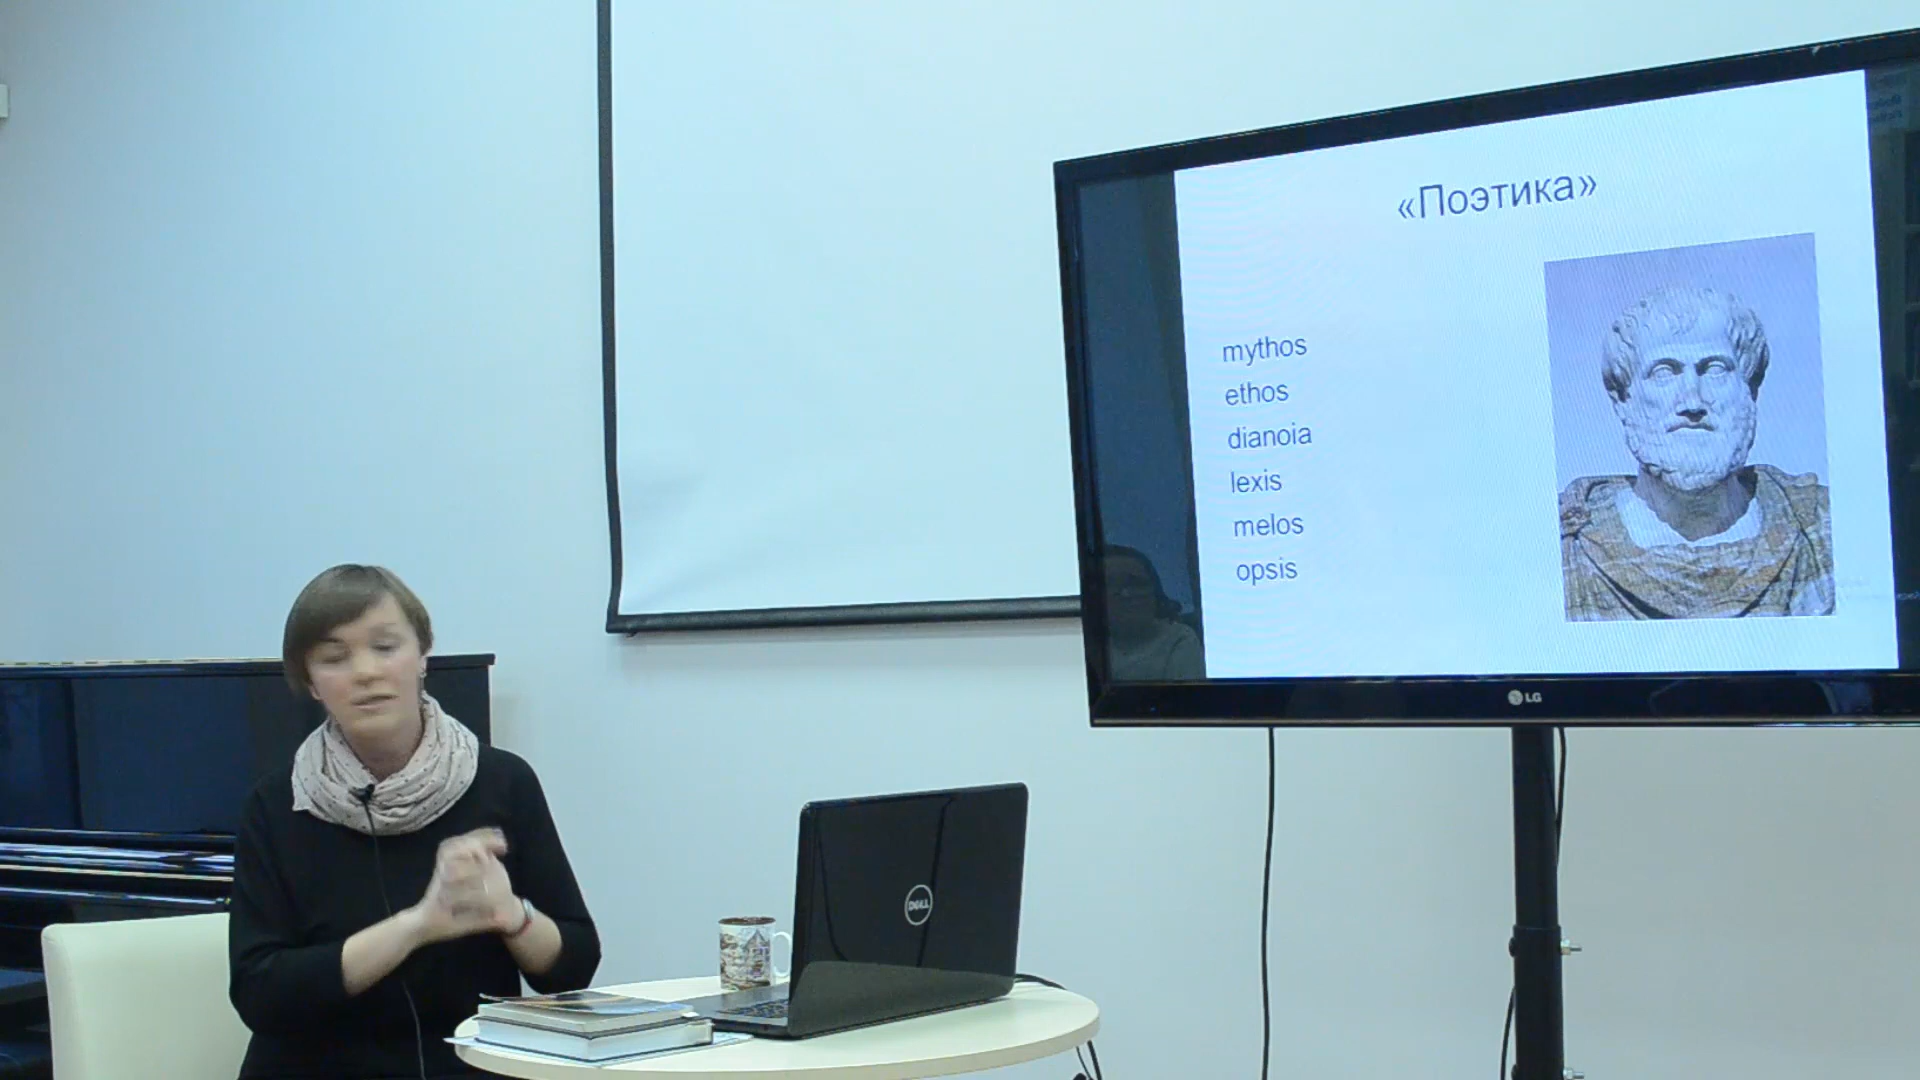 «Поэтика»
mythos
ethos
dianoia
lexis
melos
opsis
LG
DELL